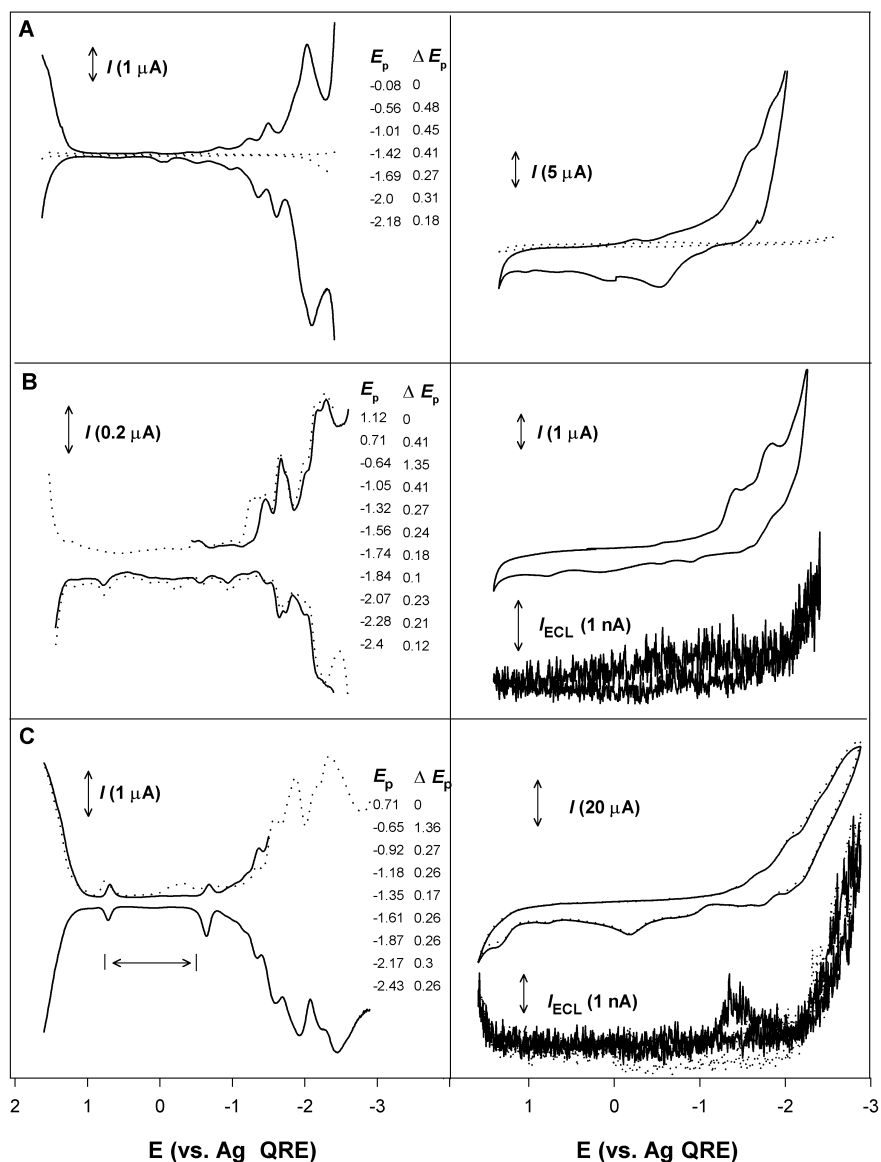 A
I (1 µA)
Ep Δ Ep
-0.08 0
-0.56 0.48
-1.01 0.45
-1.42 0.41
-1.69 0.27
-2.0 0.31
-2.18 0.18
I (5 µA)
B
I (0.2 µA)
Ep Δ Ep
1.12 0
0.71 0.41
-0.64 1.35
-1.05 0.41
-1.32 0.27
-1.56 0.24
-1.74 0.18
-1.84 0.1
-2.07 0.23
-2.28 0.21
-2.4 0.12
I (1 µA)
IECL (1 nA)
C
I (1 µA)
Ep Δ Ep
0.71 0
-0.65 1.36
-0.92 0.27
-1.18 0.26
-1.35 0.17
-1.61 0.26
-1.87 0.26
-2.17 0.3
-2.43 0.26
I (20 µA)
IECL (1 nA)
2 1 0 -1 -2 -3
1 0 -1 -2 -3
E (vs. Ag QRE)
E (vs. Ag QRE)